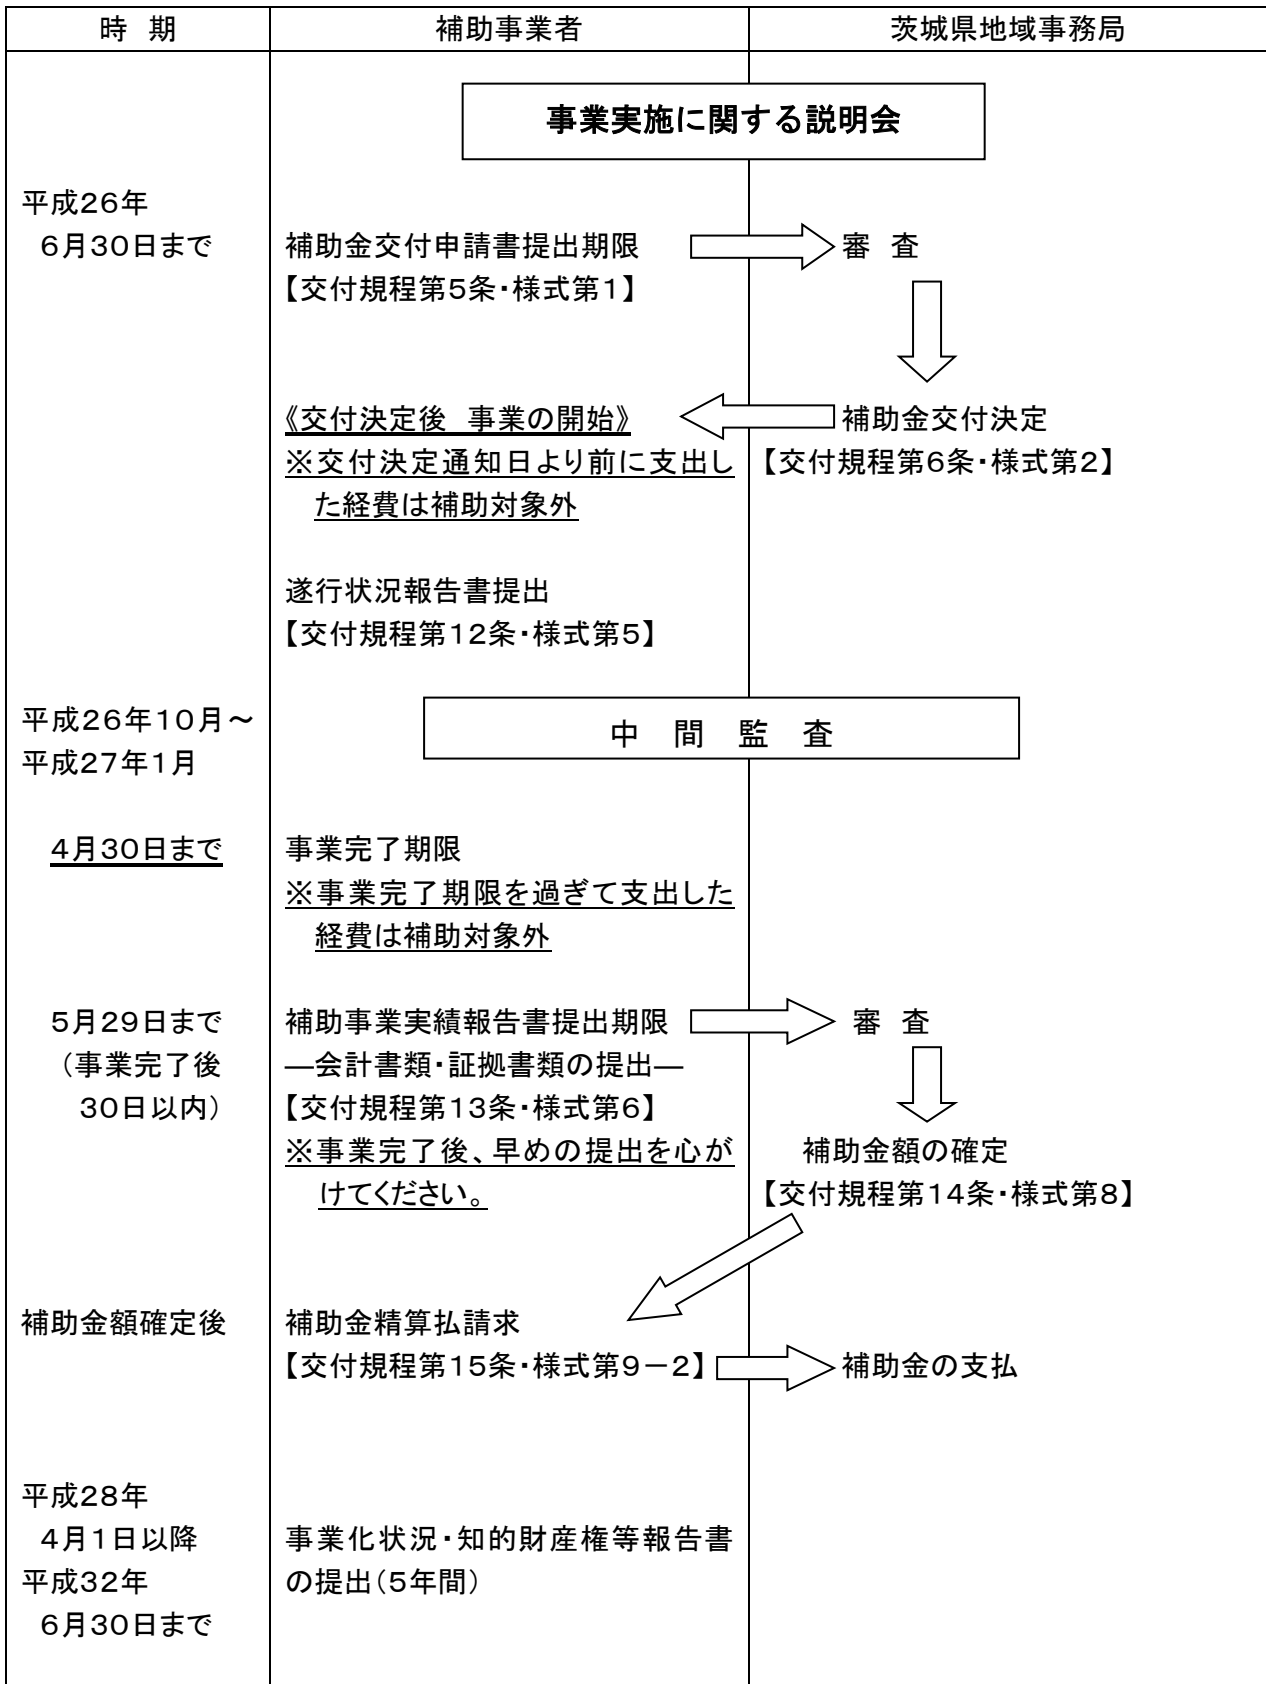 時　期　補助事業者　茨城県地域事務局
事業実施に関する説明会
平成26年
6月30日まで　補助金交付申請書提出期限　審　査
【交付規程第5条・様式第1】
《交付決定後　事業の開始》　補助金交付決定
※交付決定通知日より前に支出し　【交付規程第6条・様式第2】
た経費は補助対象外
遂行状況報告書提出
【交付規程第12条・様式第5】
平成26年10月～
中　間　監　査
平成27年1月
4月30日まで　事業完了期限
※事業完了期限を過ぎて支出した
経費は補助対象外
5月29日まで　補助事業実績報告書提出期限　審　査
（事業完了後　―会計書類・証拠書類の提出―
30日以内）　【交付規程第13条・様式第6】
※事業完了後、早めの提出を心が　補助金額の確定
けてください。　【交付規程第14条・様式第8】
補助金額確定後　補助金精算払請求
【交付規程第15条・様式第9－2】　補助金の支払
平成28年
4月1日以降　事業化状況・知的財産権等報告書
平成32年　の提出（5年間）
6月30日まで